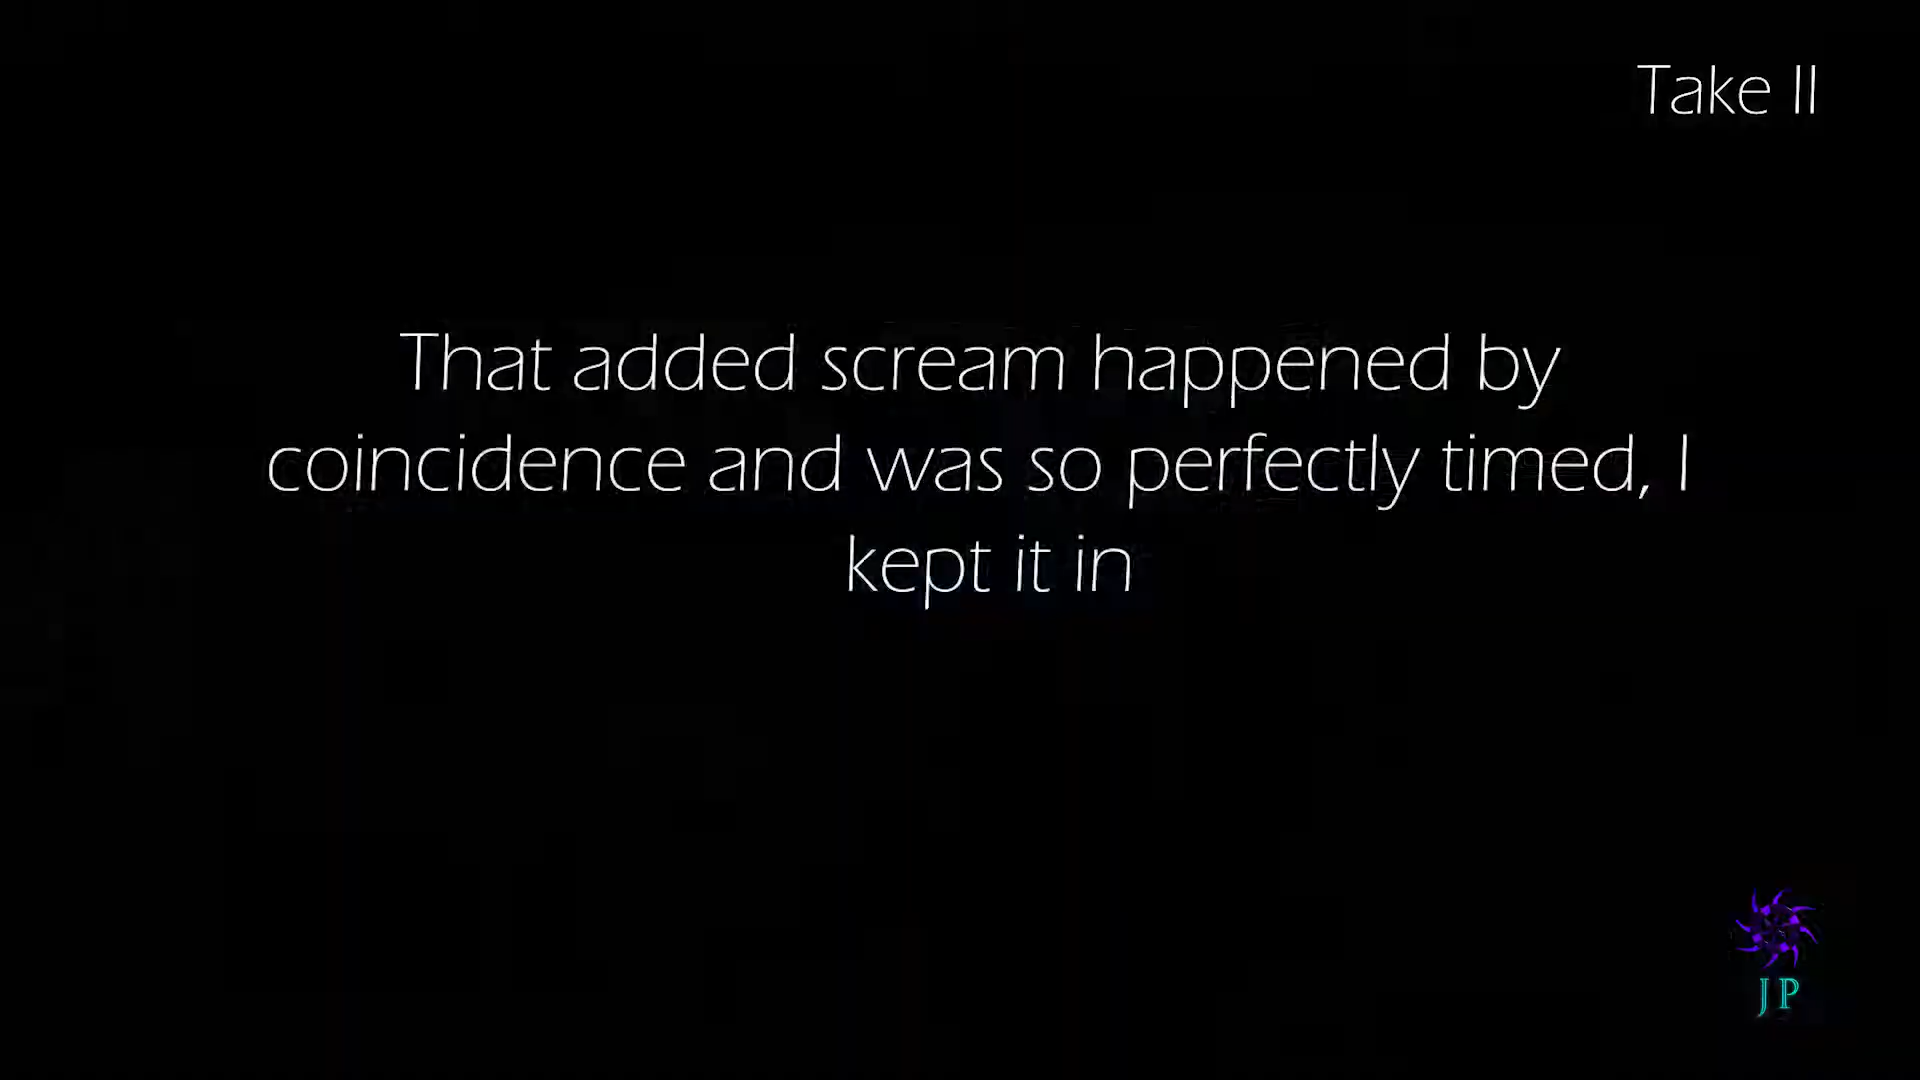 Take II
That added scream happened by
coincidence and was so perfectly timed, I
kept it in
JP